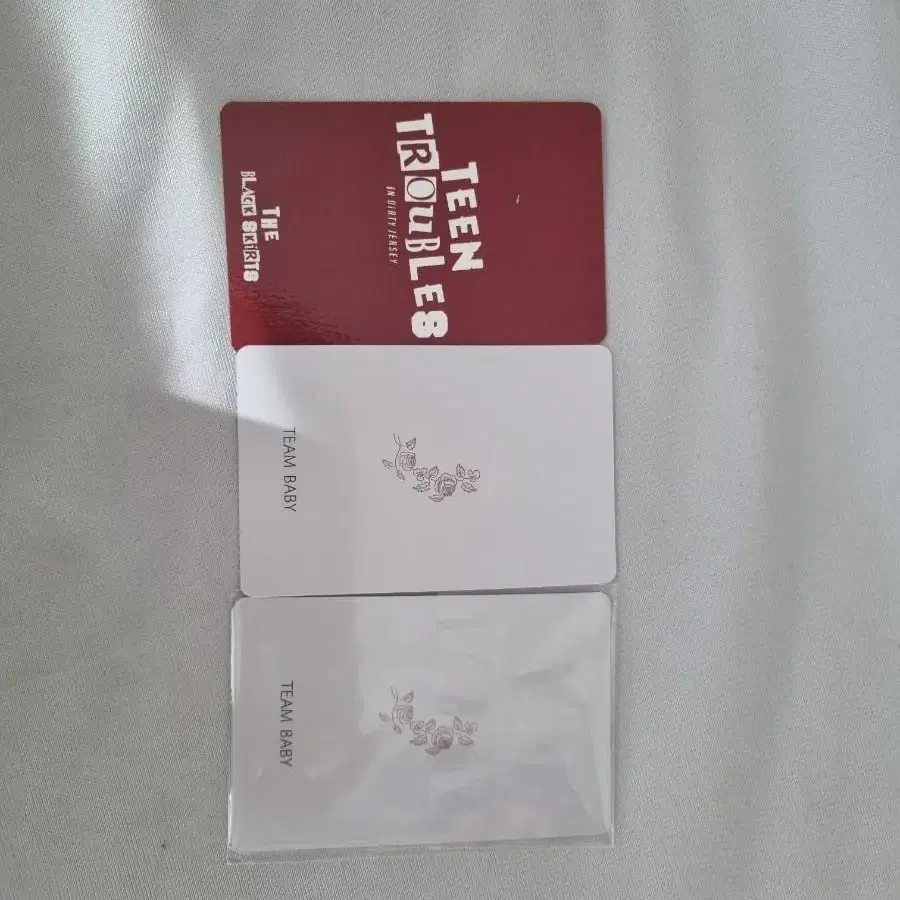 TEEN
TROUBLES
IN DIRTY JERSEY
THE
BLACK SKIRTS
TEAM BABY
TEAM BABY